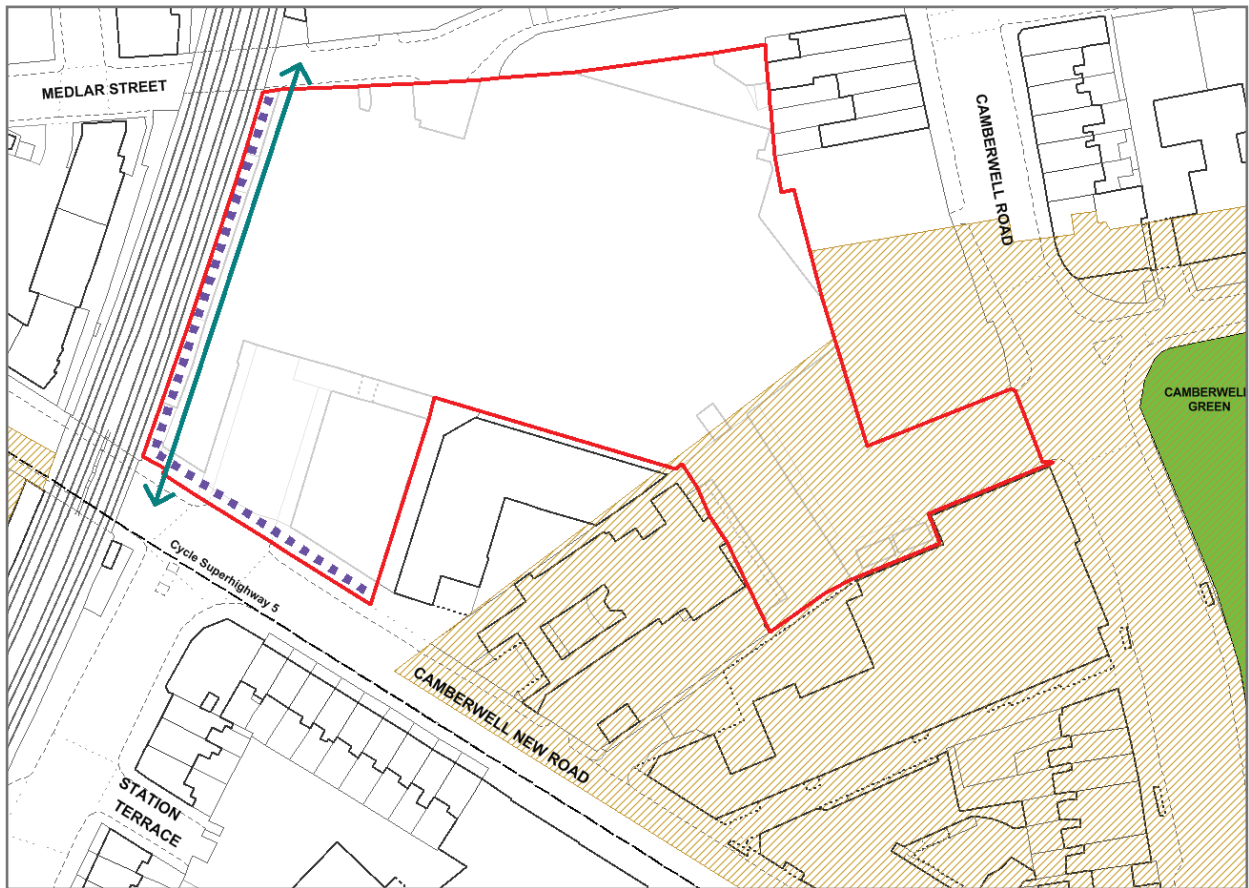 MEDLAR STREET
CAMBERWELL ROAD
CAMBERWELL
GREEN
Cycle Superhighway 5
CAMBERWELL NEW ROAD
STATION
TERRACE